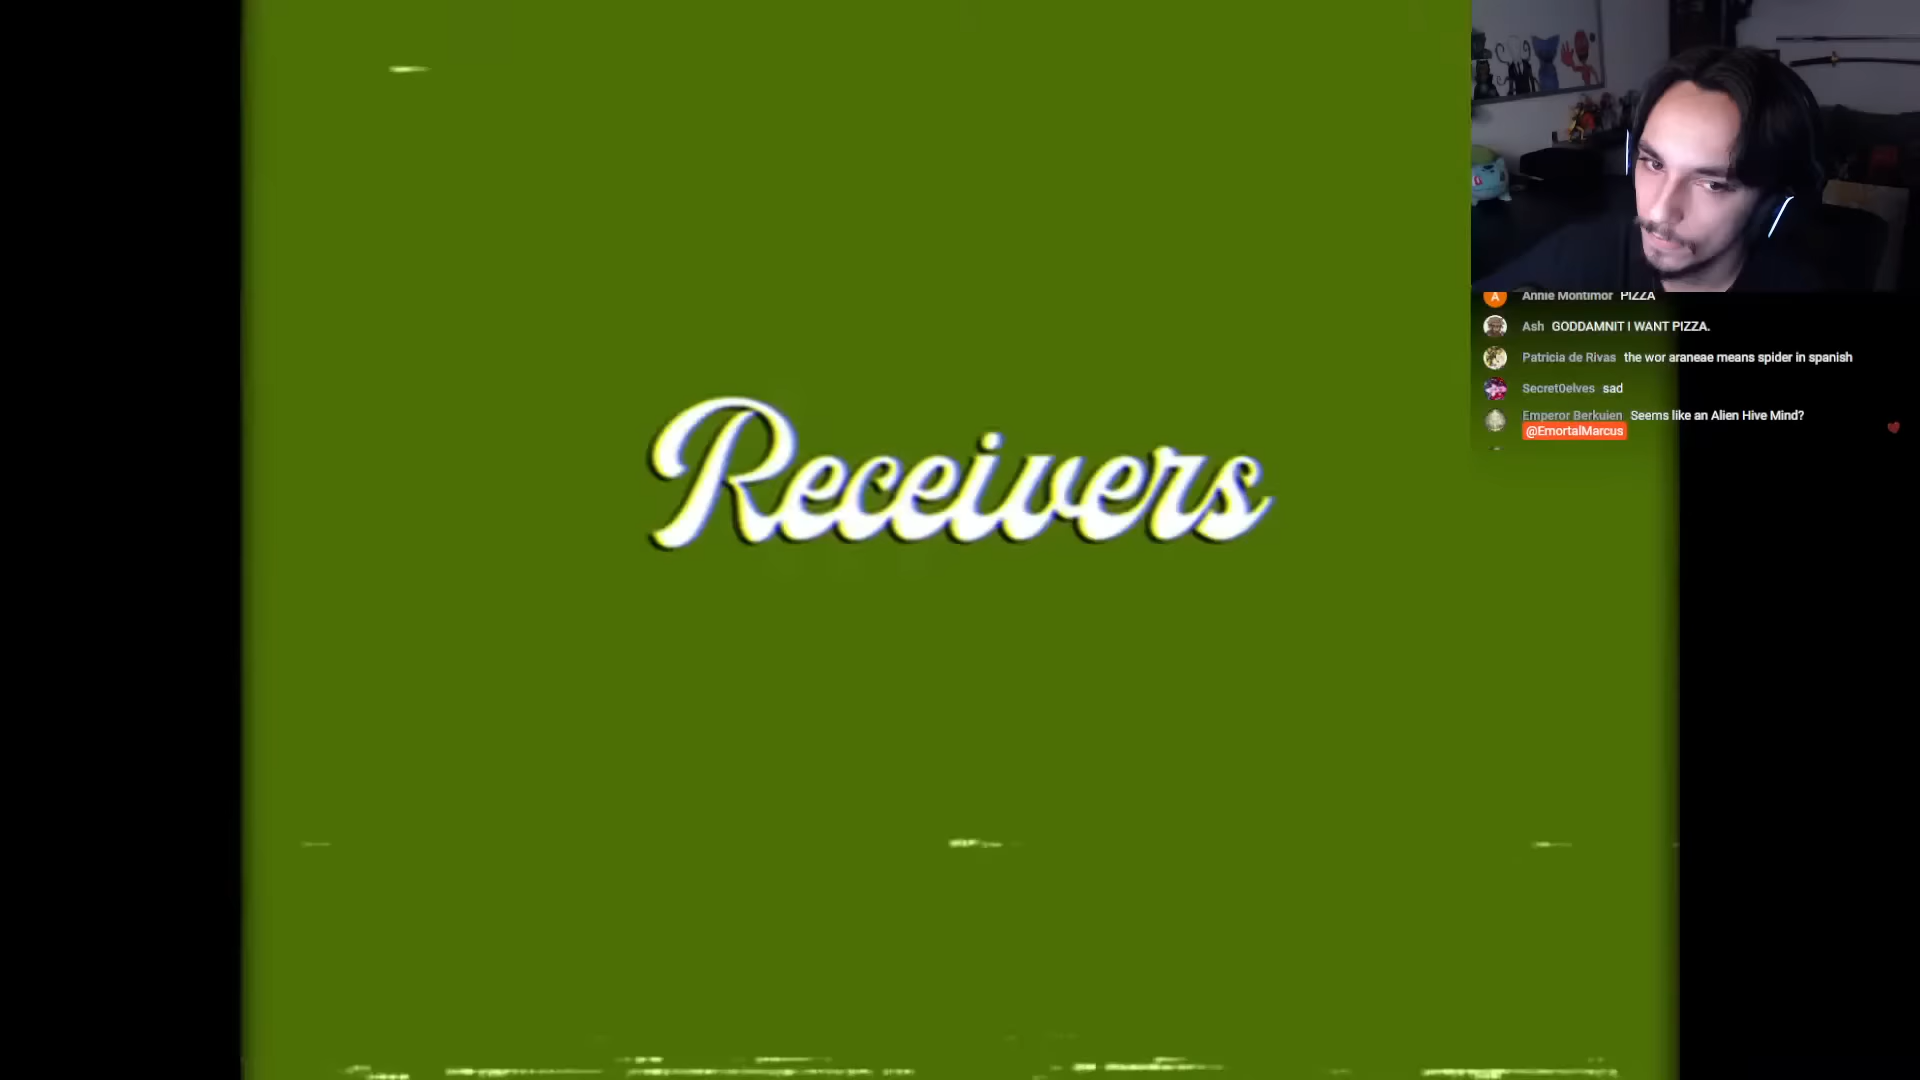 Receivers
Annie Montimor PIZZA
Ash GODDAMNIT I WANT PIZZA.
Patricia de Rivas the wor araneae means spider in spanish
Secret0elves sad
Emperor Berkuien Seems like an Alien Hive Mind?
@EmortalMarcus